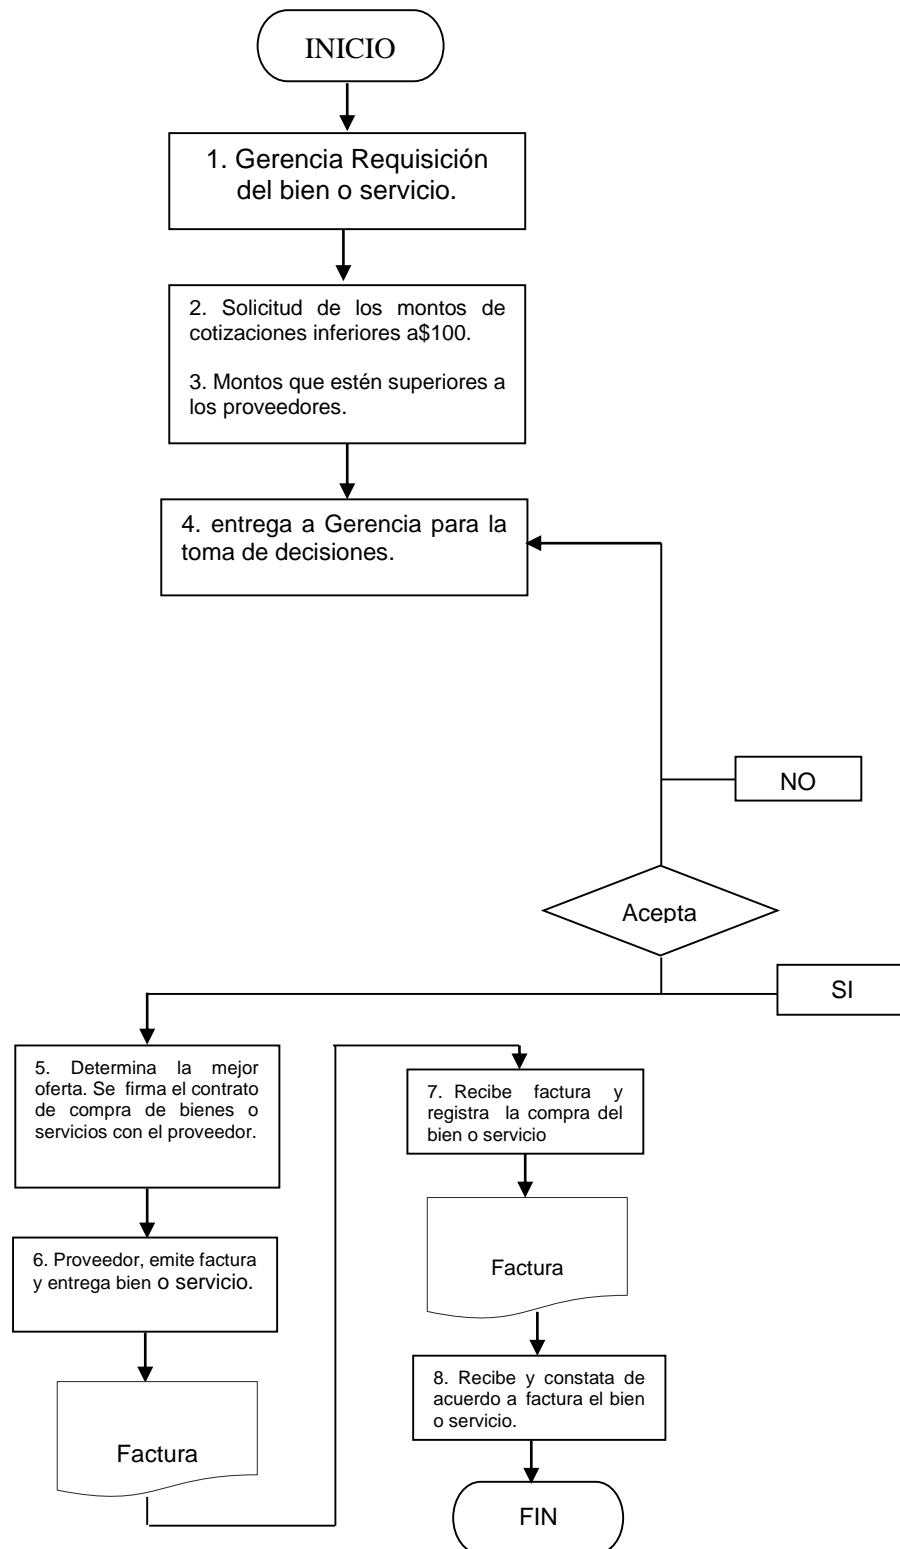 INICIO
1. Gerencia Requisición
del bien o servicio.
2. Solicitud de los montos de
cotizaciones inferiores a$100.
3. Montos que estén superiores a
los proveedores.
4. entrega a Gerencia para la
toma de decisiones.
NO
Acepta
SI
5. Determina la mejor
oferta. Se firma el contrato
de compra de bienes o
servicios con el proveedor.
6. Proveedor, emite factura
y entrega bien o servicio.
Factura
7. Recibe factura y
registra la compra del
bien o servicio
Factura
8. Recibe y constata de
acuerdo a factura el bien
o servicio.
FIN